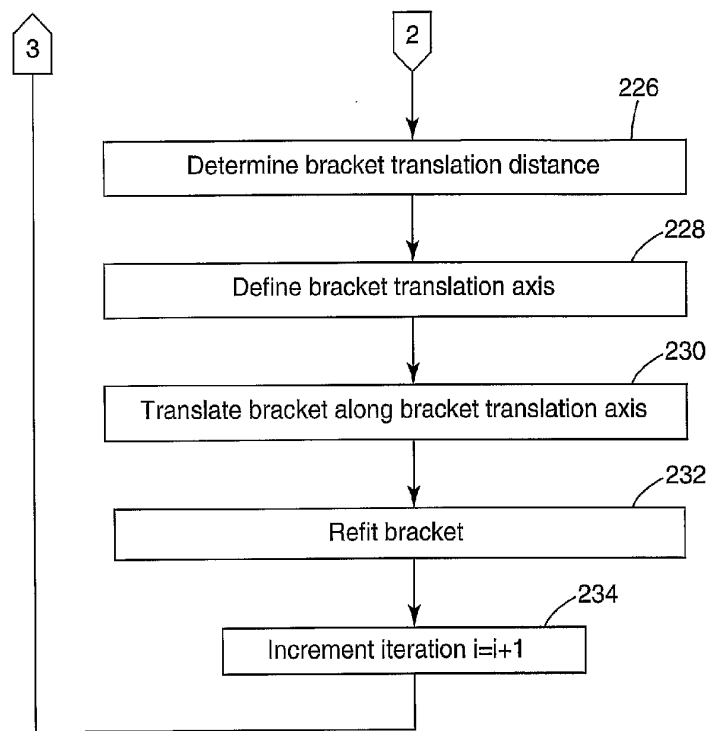 3
2
226
Determine bracket translation distance
228
Define bracket translation axis
230
Translate bracket along bracket translation axis
232
Refit bracket
234
Increment iteration i=i+1